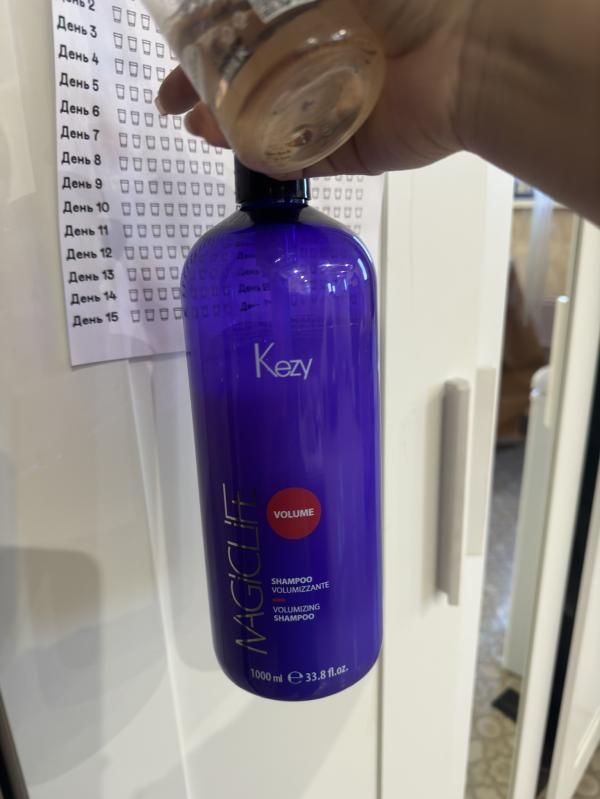 День 2
День 3
День 4
День 5
День 6
День 7
День 8
День 9
День 10
День 11
День 12
День 13
День 14
День 15
Kezy
MAGICLIFE
VOLUME
SHAMPOO
VOLUMIZZANTE
VOLUMIZING
SHAMPOO
1000 ml ℮ 33.8 fl.oz.